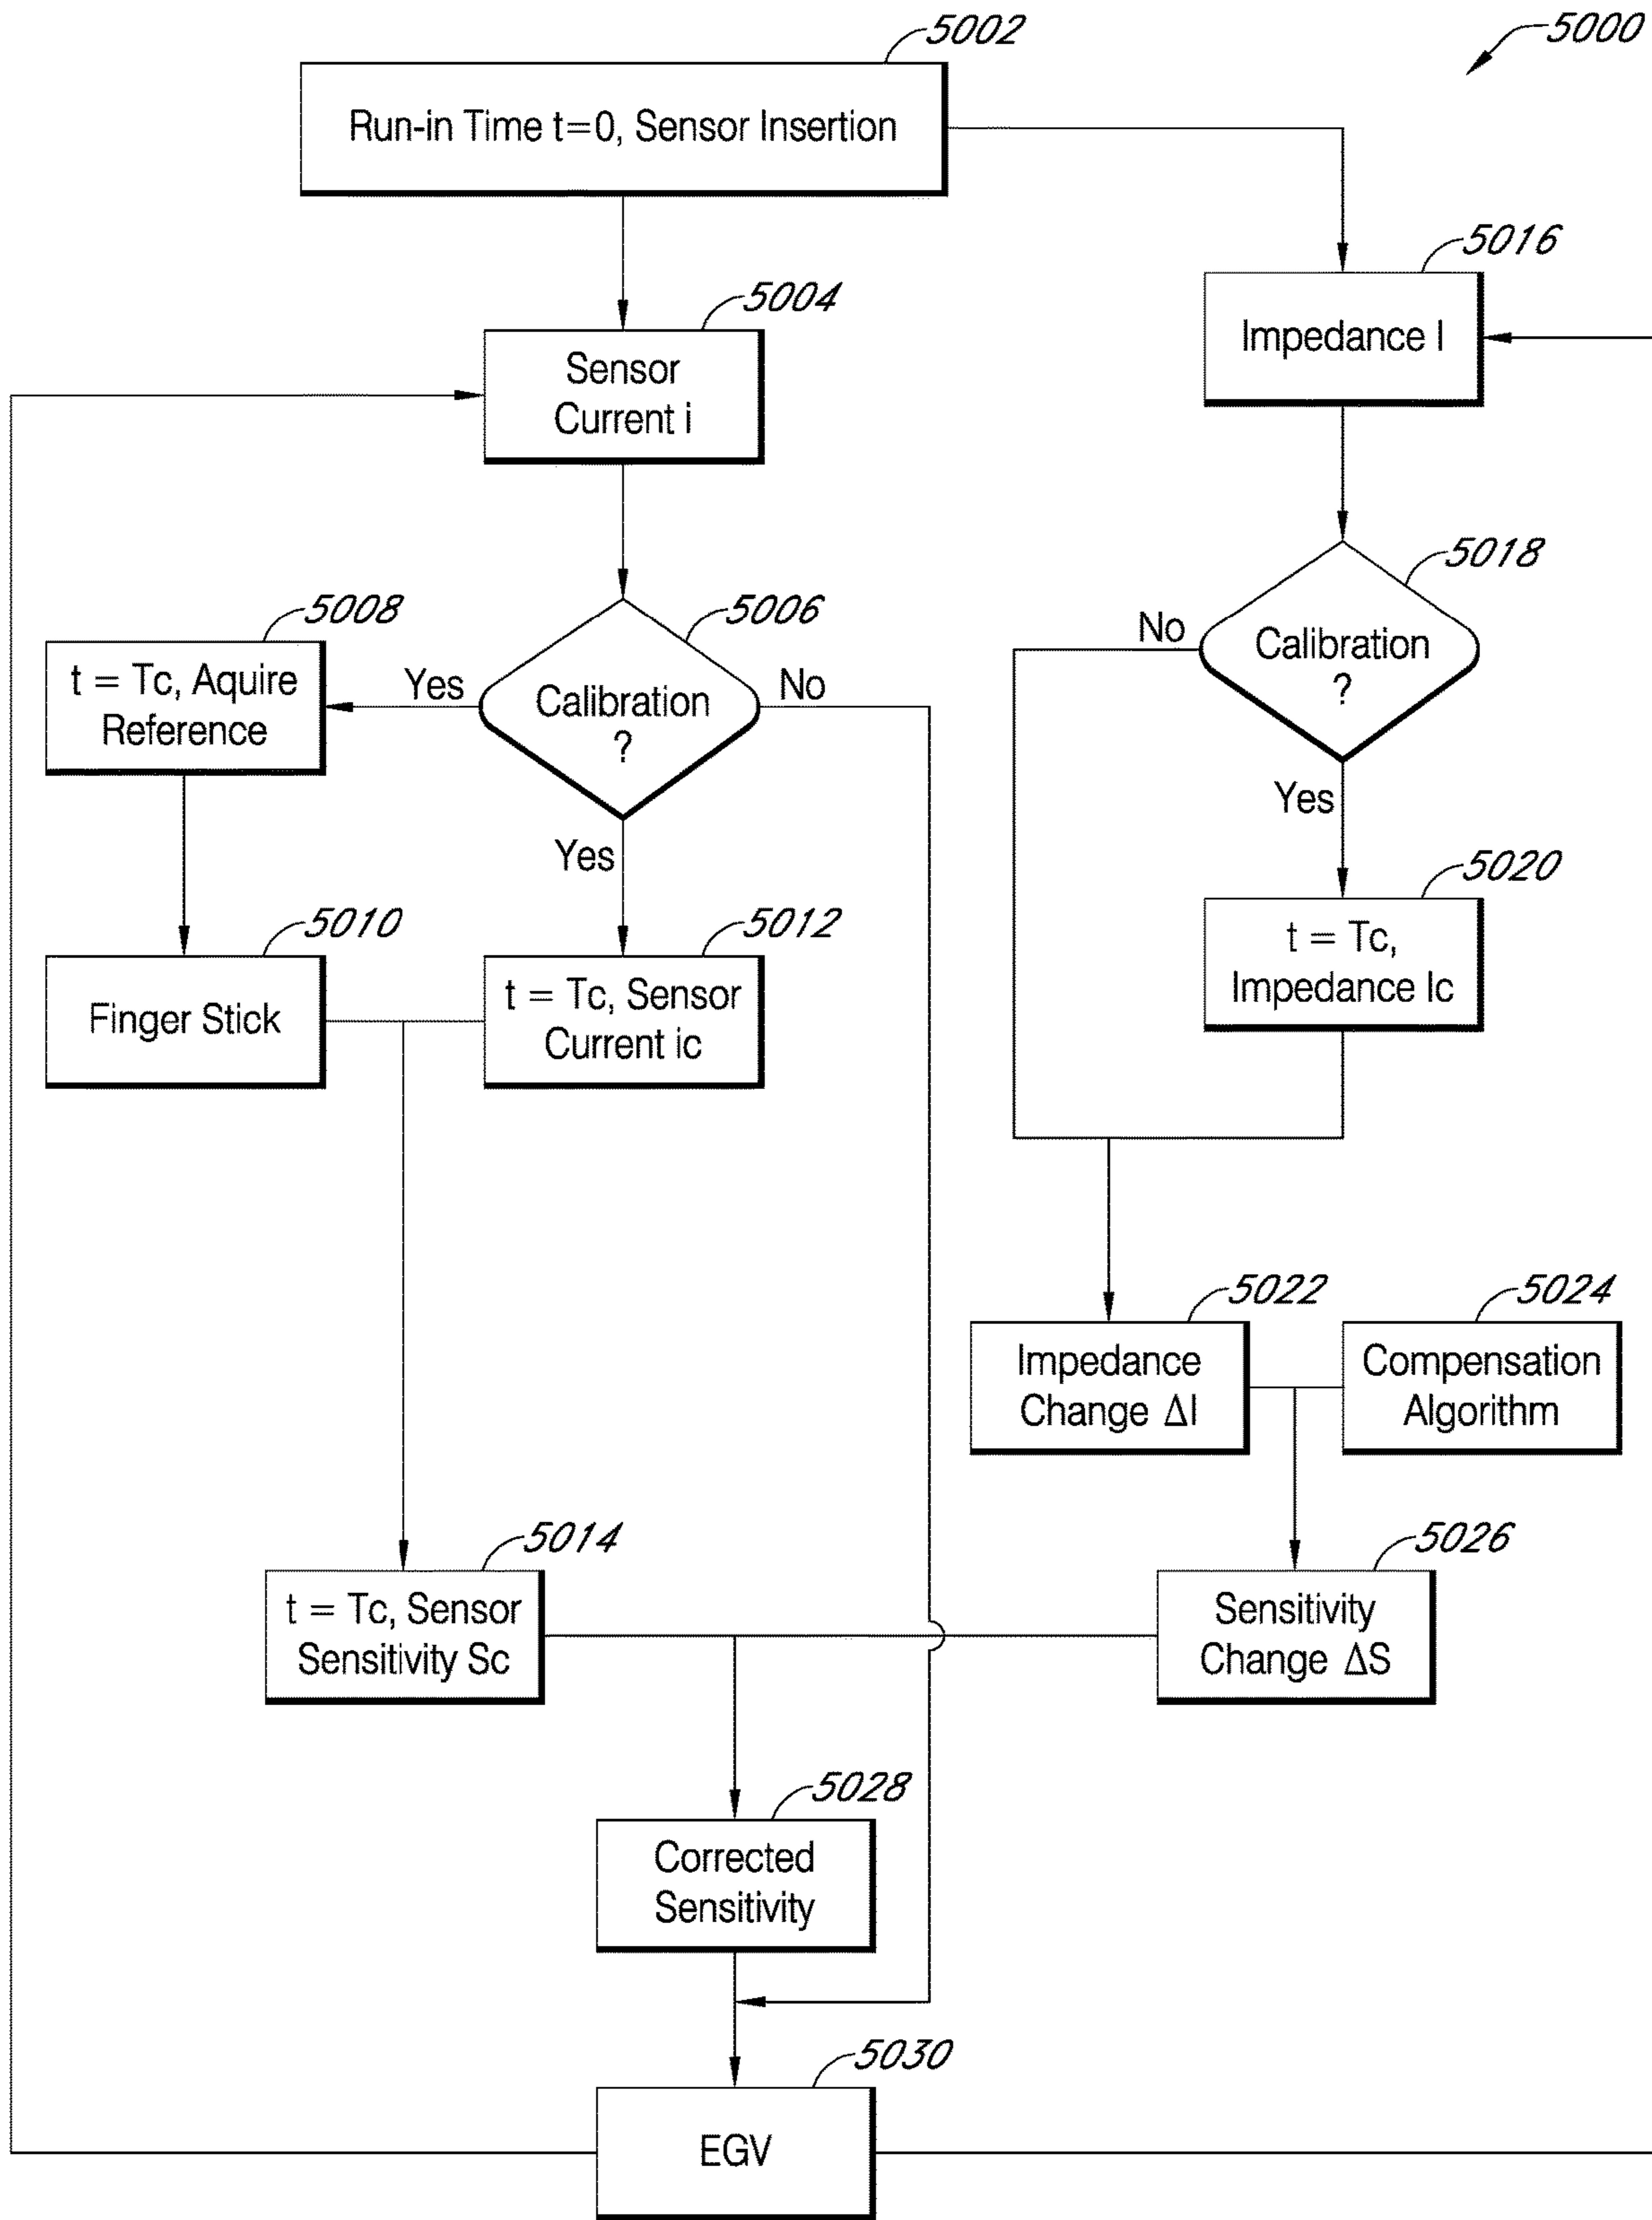 5002
5000
Run-in Time t=0, Sensor Insertion
5016
Impedance I
5004
Sensor
Current i
5018
Calibration
?
No
Yes
5006
Calibration
?
Yes
No
Yes
5008
t = Tc, Aquire
Reference
5020
t = Tc,
Impedance Ic
5010
Finger Stick
5012
t = Tc, Sensor
Current ic
5022
Impedance
Change ΔI
5024
Compensation
Algorithm
5014
t = Tc, Sensor
Sensitivity Sc
5026
Sensitivity
Change ΔS
5028
Corrected
Sensitivity
5030
EGV